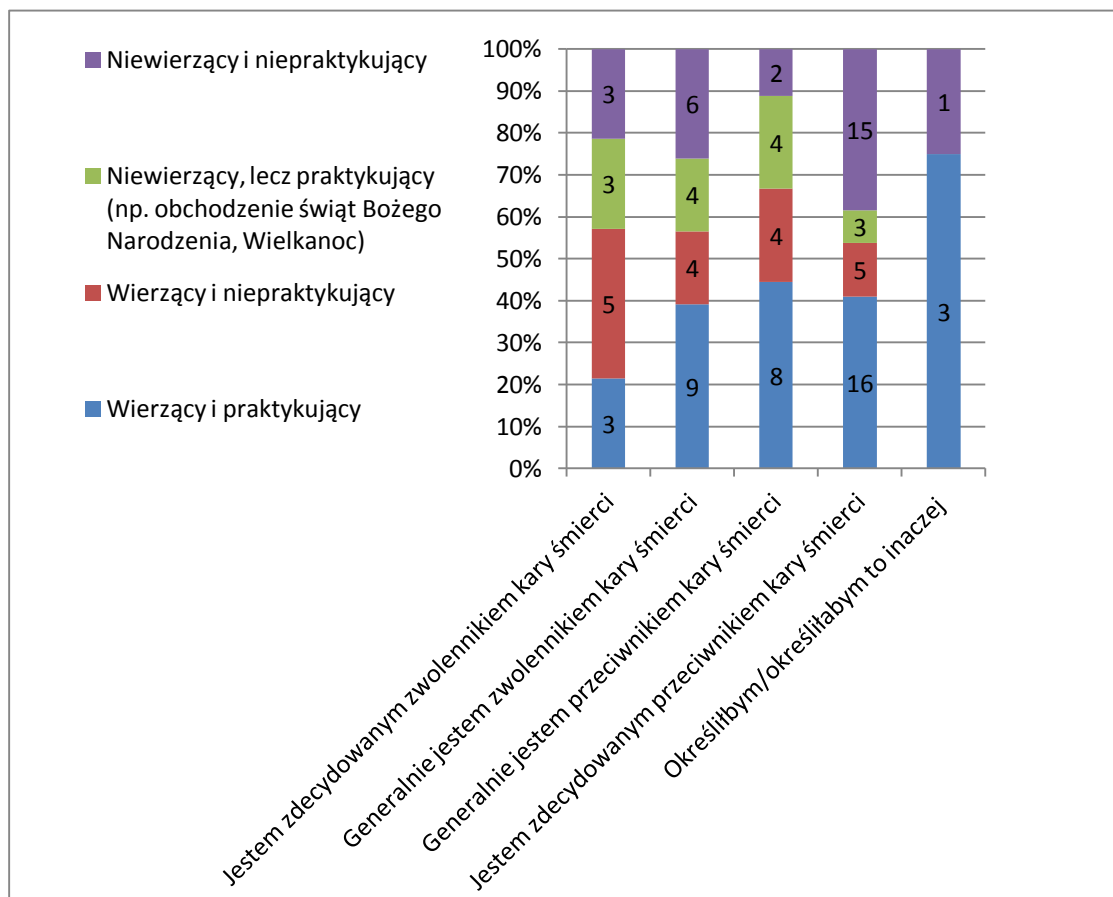 Niewierzący i niepraktykujący
Niewierzący, lecz praktykujący
(np. obchodzenie świąt Bożego
Narodzenia, Wielkanoc)
Wierzący i niepraktykujący
Wierzący i praktykujący
100%
90%
80%
70%
60%
50%
40%
30%
20%
10%
0%
3
3
5
3
6
4
4
9
2
4
4
8
15
3
5
16
1
3
Jestem zdecydowanym zwolennikiem kary śmierci
Generalnie jestem zwolennikiem kary śmierci
Generalnie jestem przeciwnikiem kary śmierci
Jestem zdecydowanym przeciwnikiem kary śmierci
Określiłbym/określiłabym to inaczej